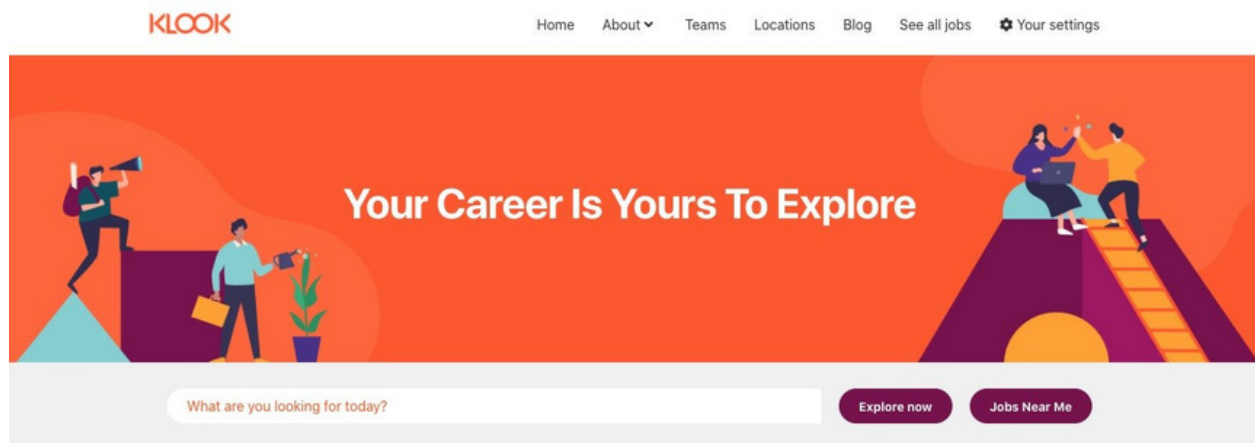 KLOOK
Home About Teams Locations Blog See all jobs Your settings
Your Career Is Yours To Explore
What are you looking for today? Explore now Jobs Near Me